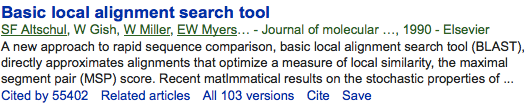 Basic local alignment search tool
SF Altschul, W Gish, W Miller, EW Myers… - Journal of molecular …, 1990 - Elsevier
A new approach to rapid sequence comparison, basic local alignment search tool (BLAST),
directly approximates alignments that optimize a measure of local similarity, the maximal
segment pair (MSP) score. Recent matlmmatical results on the stochastic properties of ...
Cited by 55402 Related articles All 103 versions Cite Save